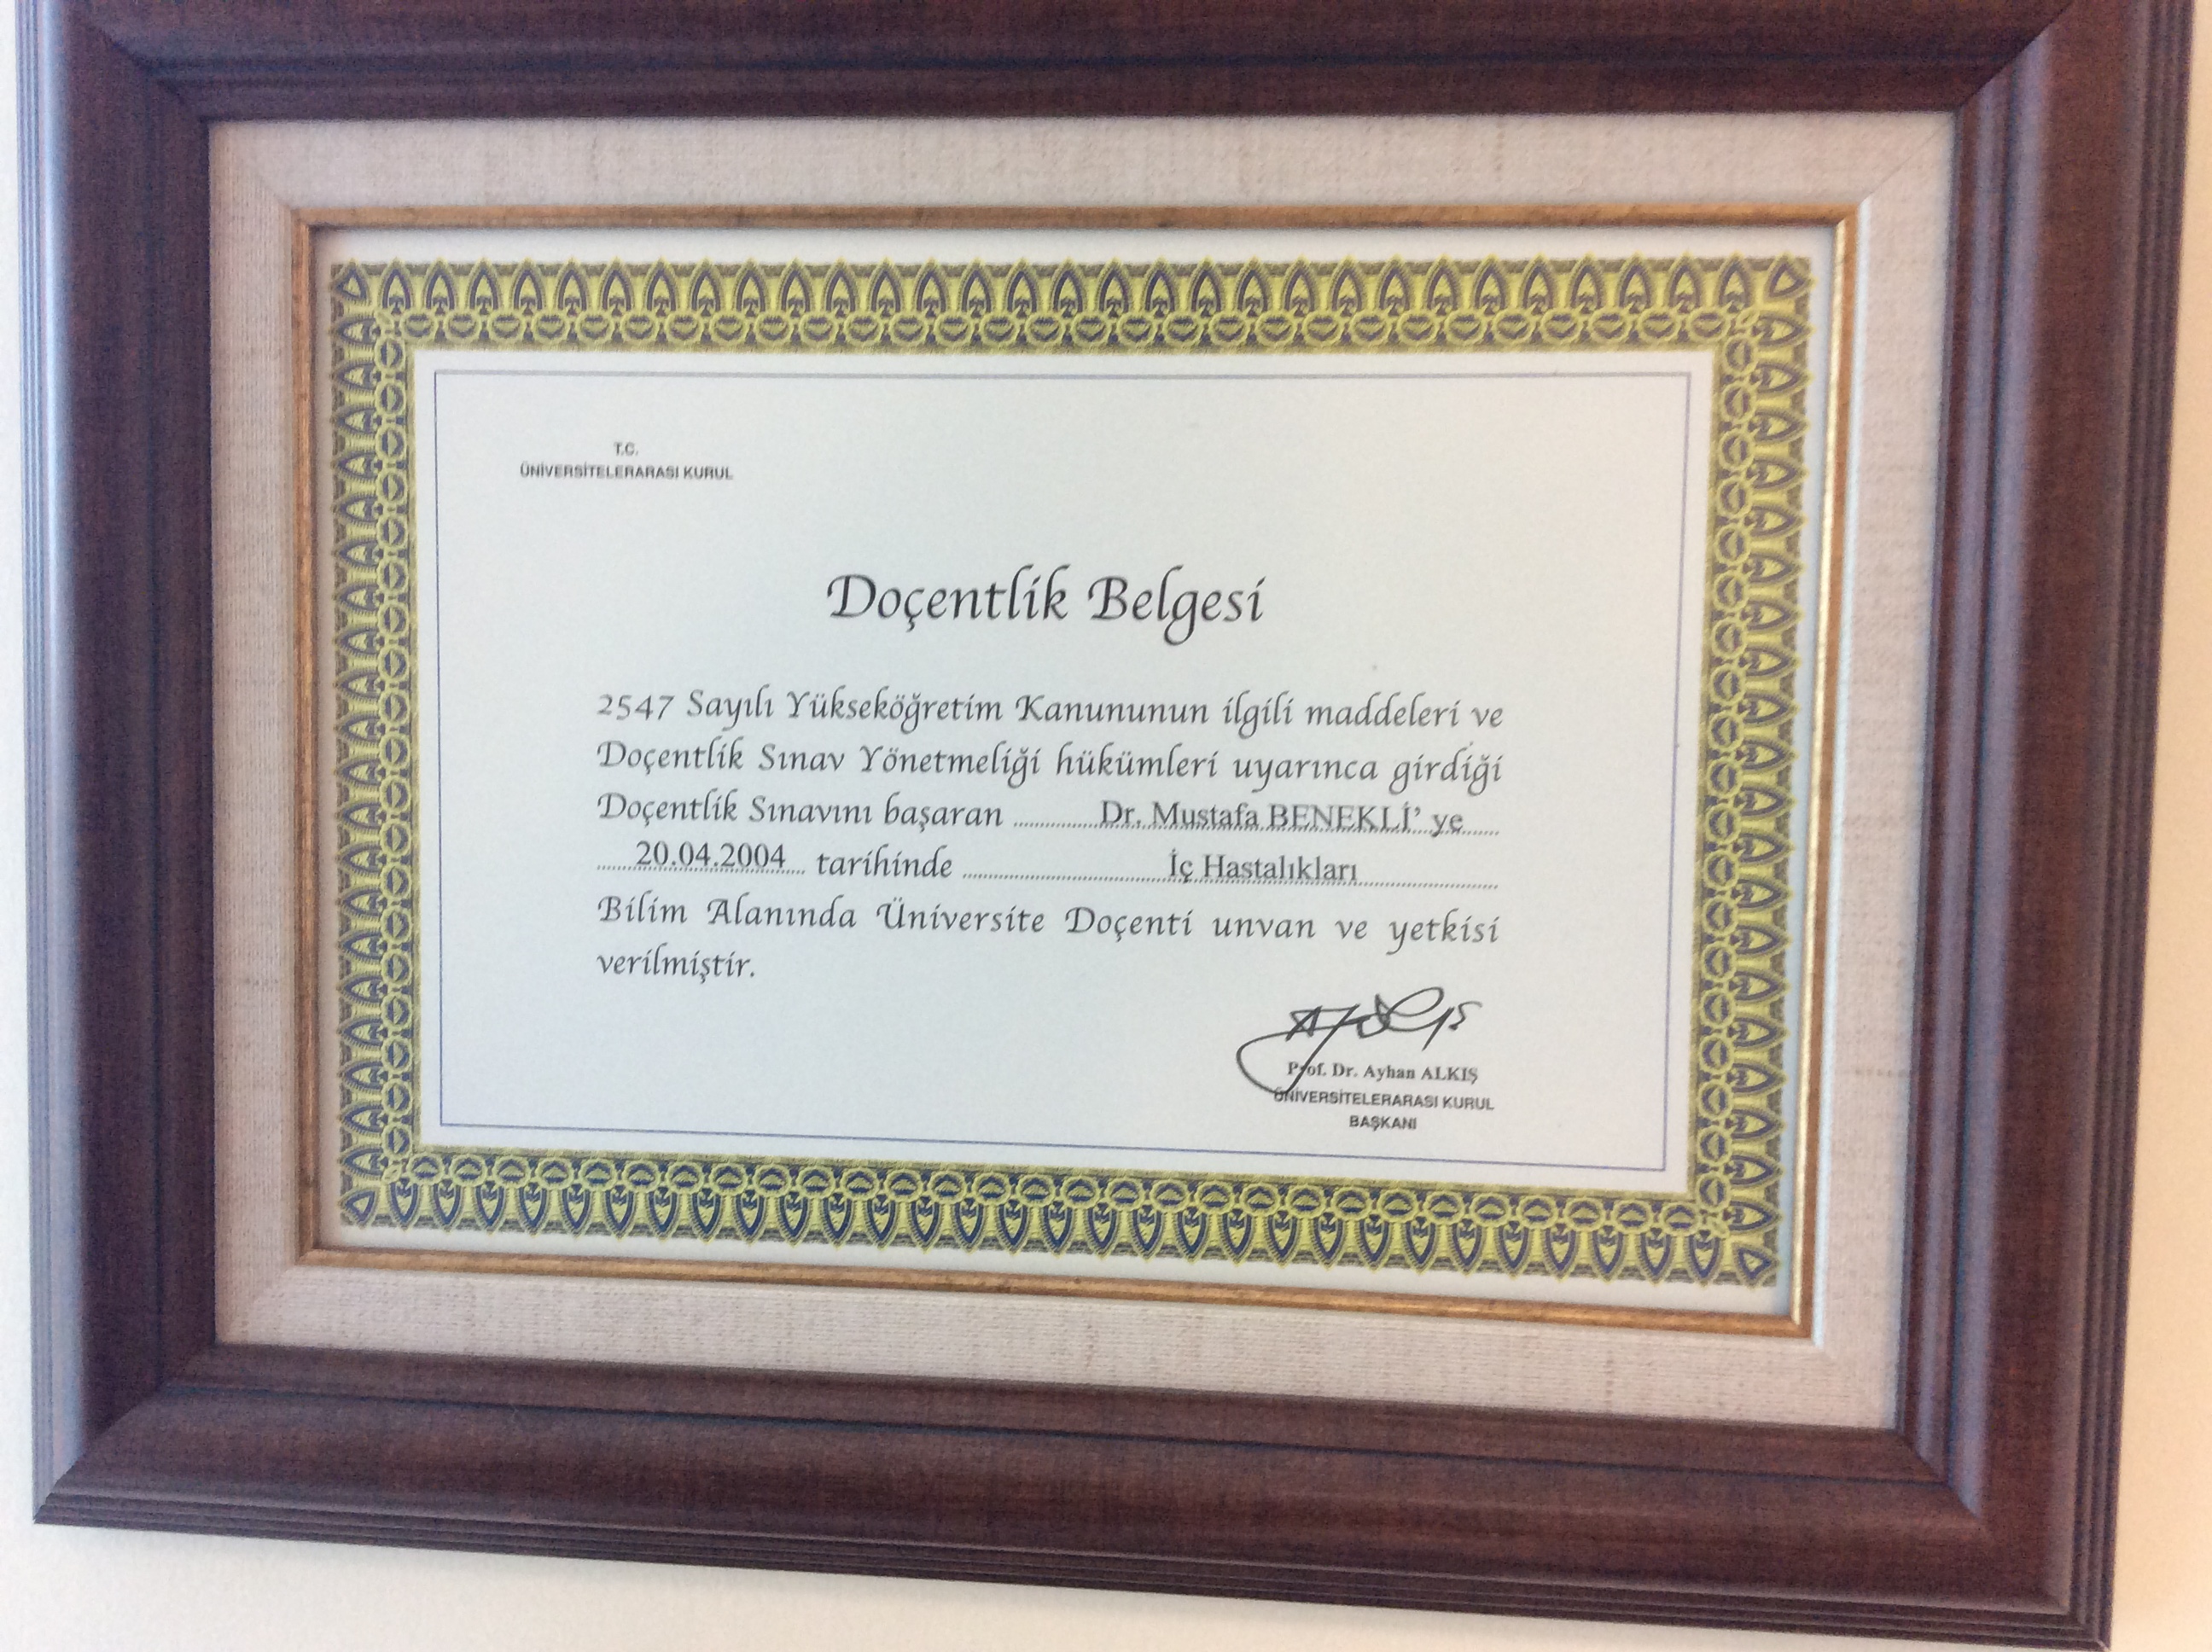 T.C.
ÜNİVERSİTELERARASI KURUL
Doçentlik Belgesi
2547 Sayılı Yükseköğretim Kanununun ilgili maddeleri ve
Doçentlik Sınav Yönetmeliği hükümleri uyarınca girdiği
Doçentlik Sınavını başaran Dr. Mustafa BENEKLİ' ye
20.04.2004 tarihinde İç Hastalıkları
Bilim Alanında Üniversite Doçenti unvan ve yetkisi
verilmiştir.
Prof. Dr. Ayhan ALKIŞ
ÜNİVERSİTELERARASI KURUL
BAŞKANI